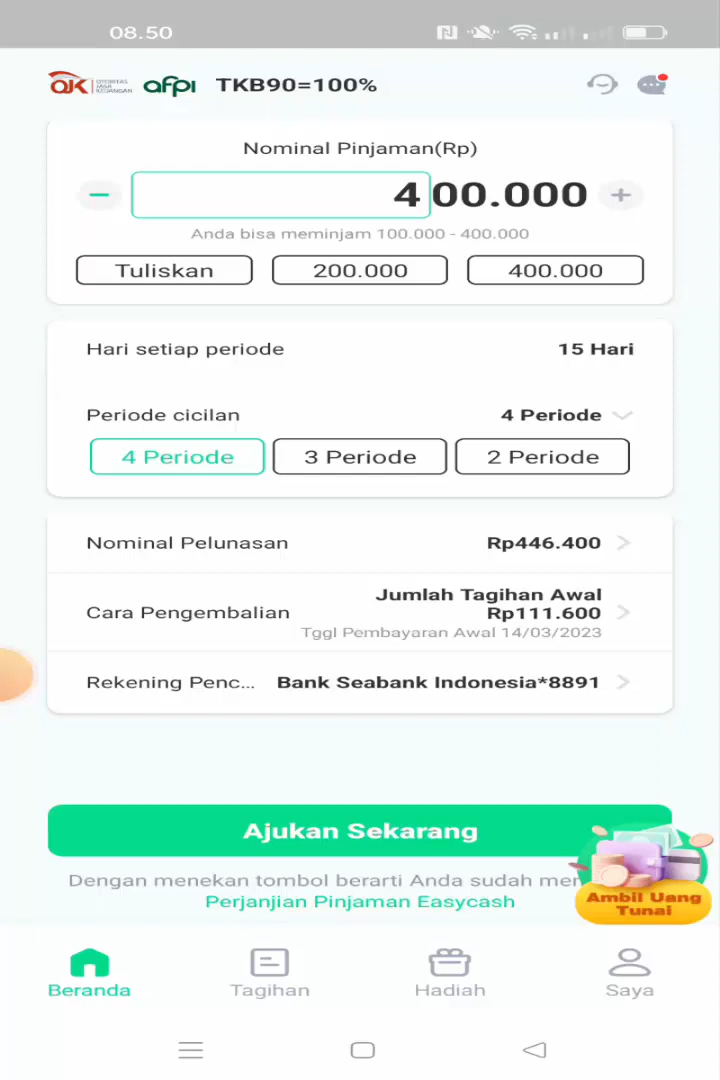 08.50
OJK OTORITAS JASA KEUANGAN afpi TKB90=100%
Nominal Pinjaman(Rp)
400.000
Anda bisa meminjam 100.000 - 400.000
Tuliskan 200.000 400.000
Hari setiap periode 15 Hari
Periode cicilan 4 Periode
4 Periode 3 Periode 2 Periode
Nominal Pelunasan Rp446.400
Jumlah Tagihan Awal
Cara Pengembalian Rp111.600
Tggl Pembayaran Awal 14/03/2023
Rekening Penc... Bank Seabank Indonesia*8891
Ajukan Sekarang
Dengan menekan tombol berarti Anda sudah mer
Perjanjian Pinjaman Easycash
Ambil Uang
Tunai
Beranda Tagihan Hadiah Saya